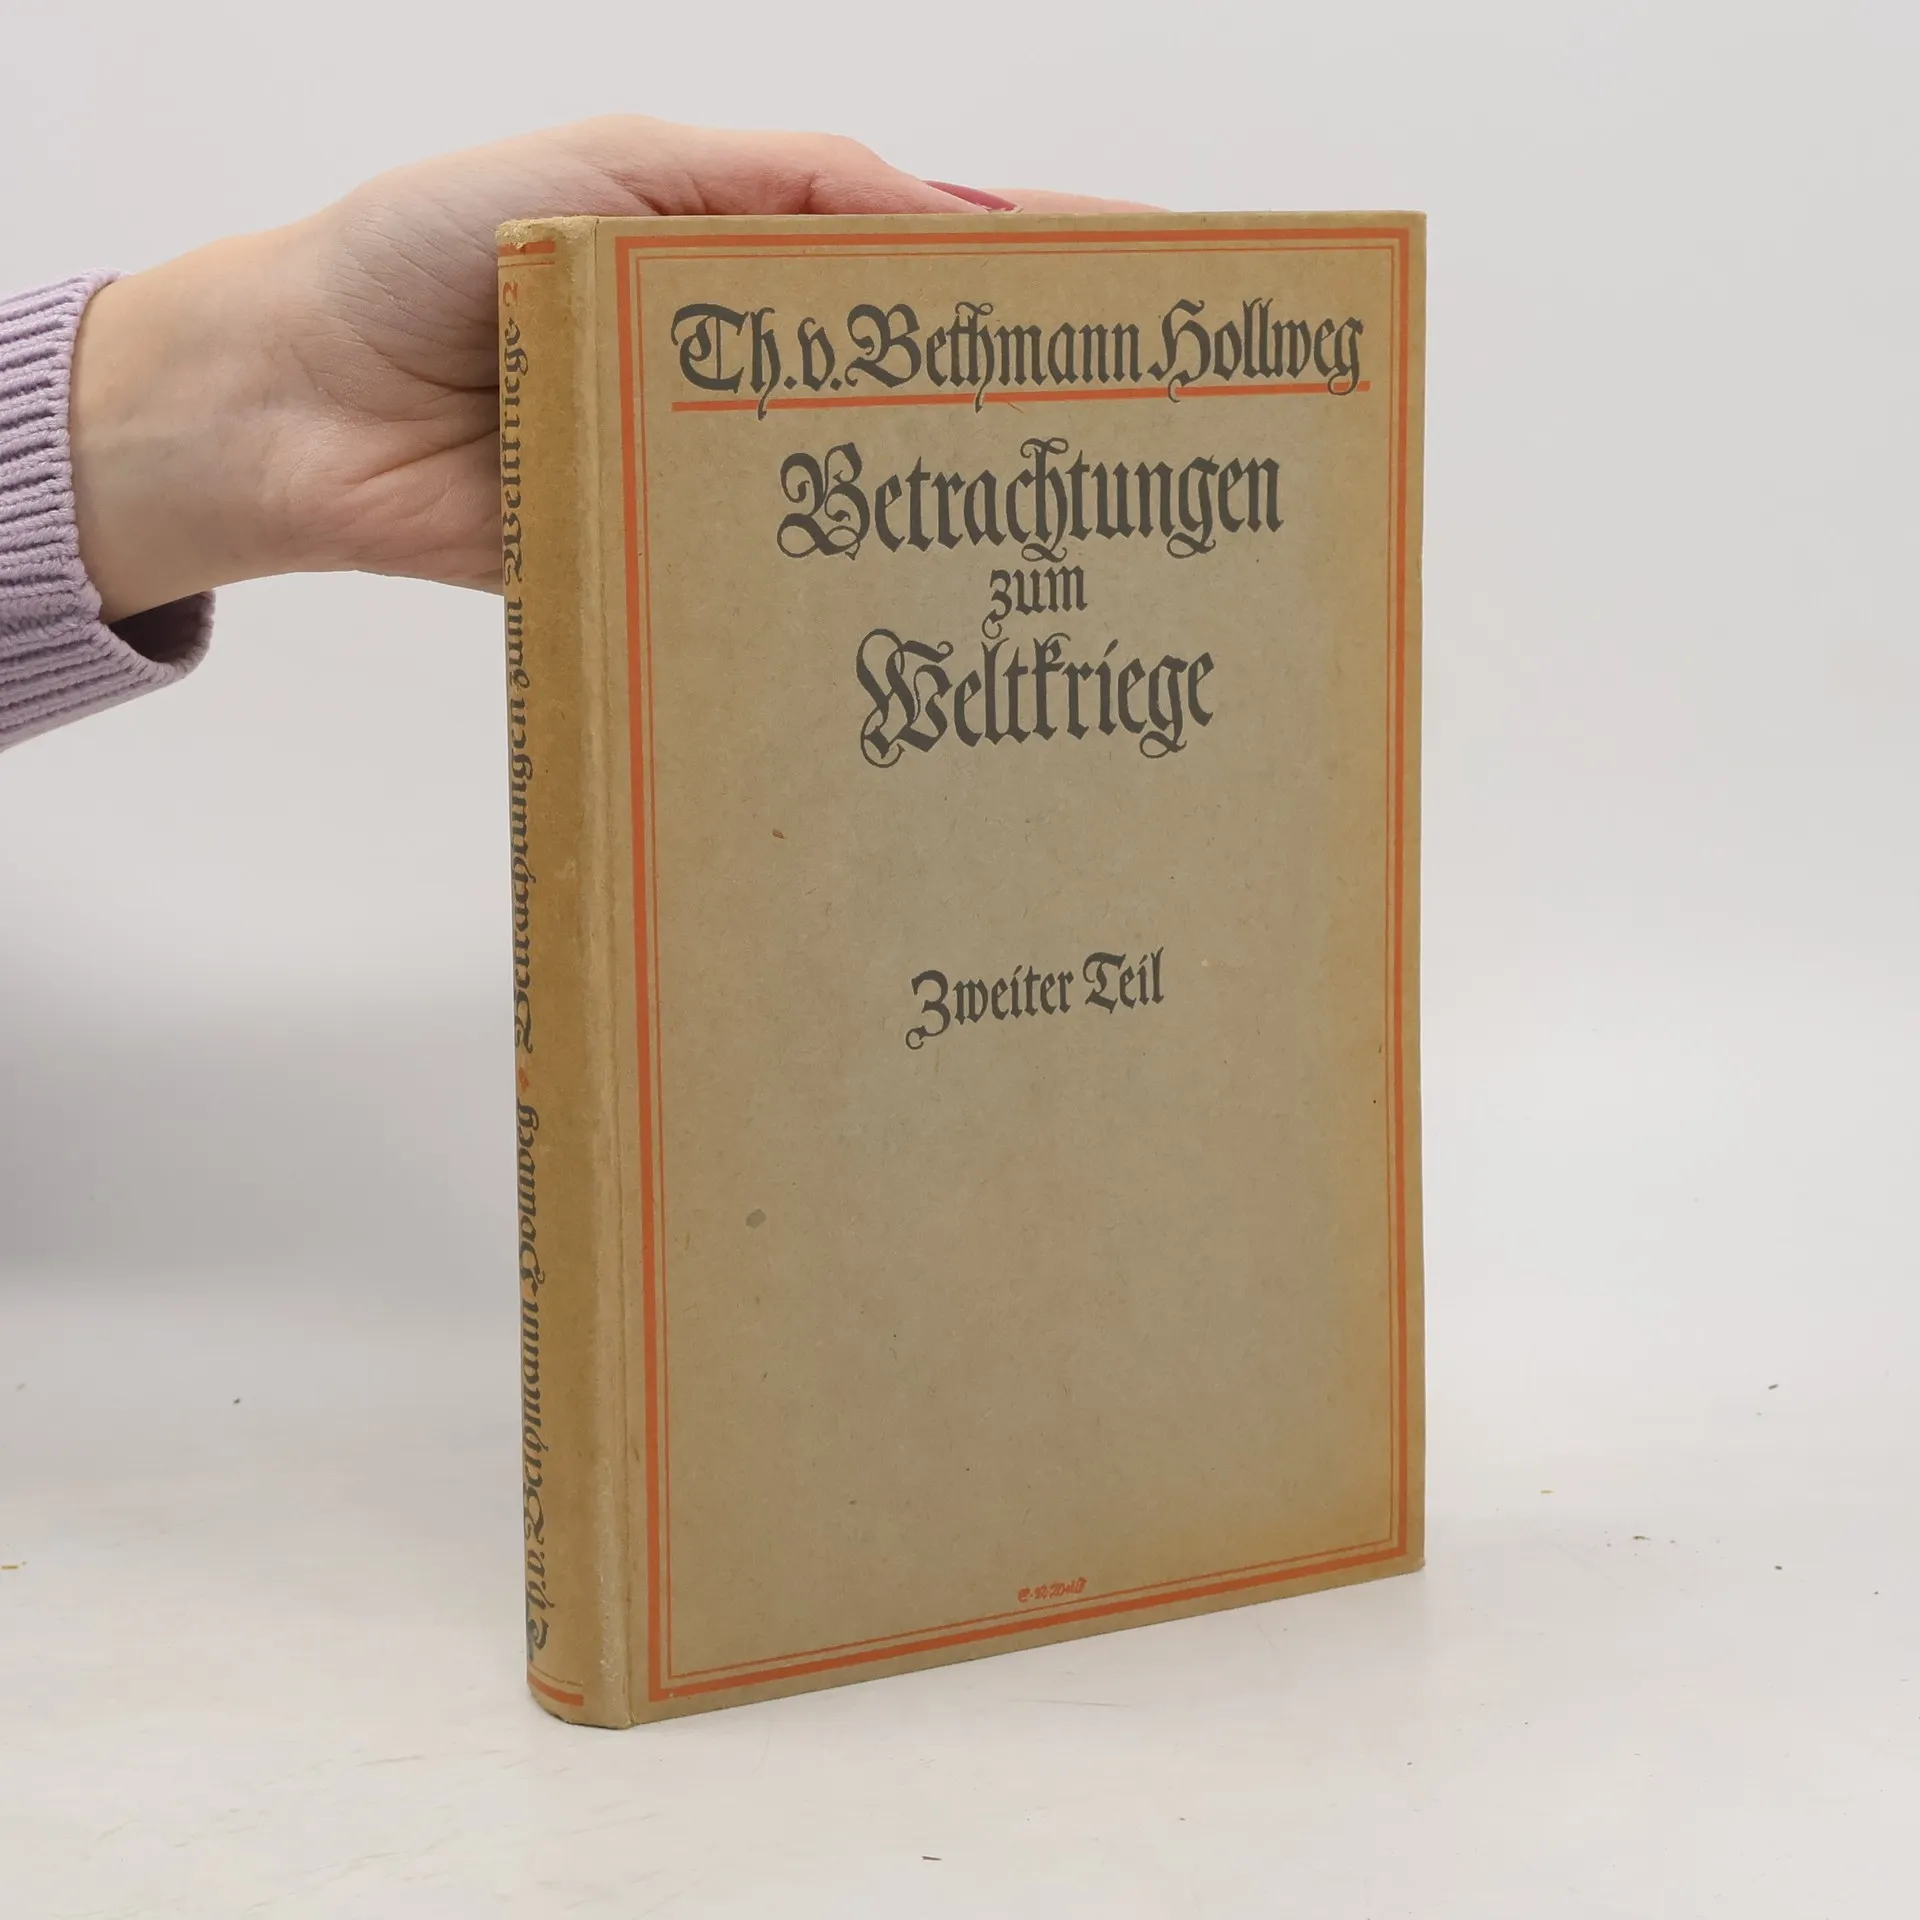 Th. v. Bethmann Hollweg
Betrachtungen
zum
Weltkriege
Zweiter Teil
Th. v. Bethmann Hollweg • Betrachtungen zum Weltkriege 2